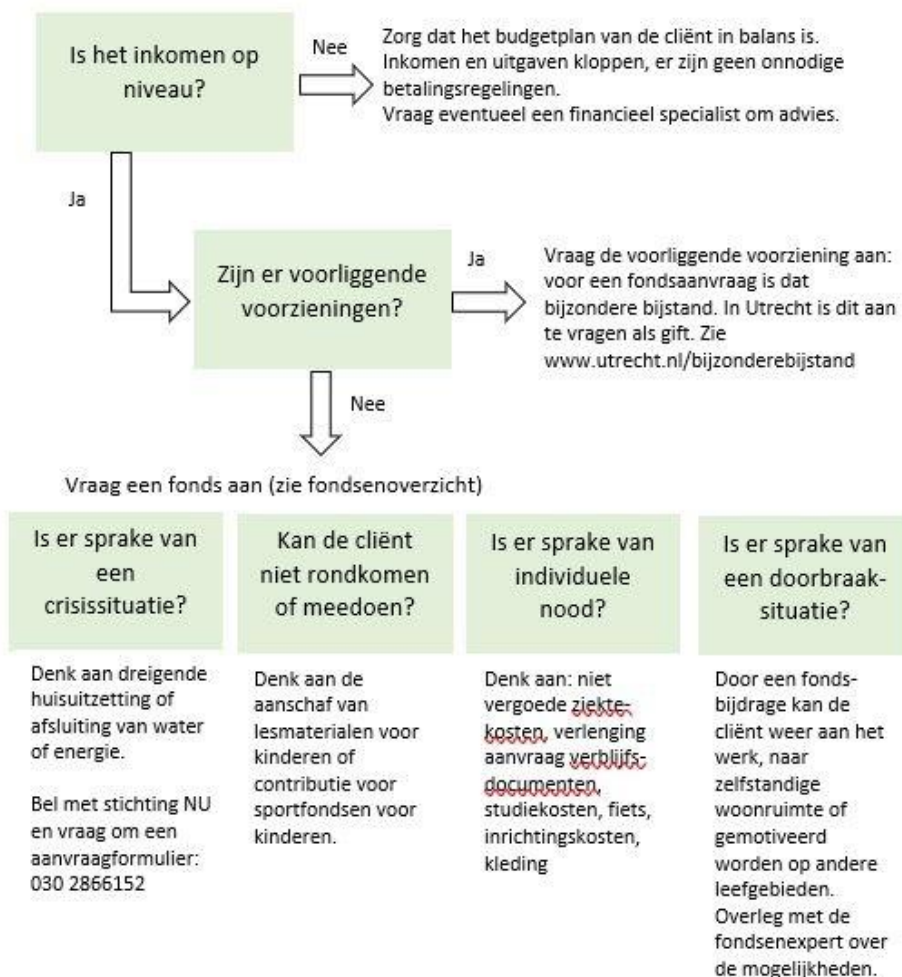 Is het inkomen op
niveau?
Nee
Zorg dat het budgetplan van de cliënt in balans is.
Inkomen en uitgaven kloppen, er zijn geen onnodige
betalingsregelingen.
Vraag eventueel een financieel specialist om advies.
Ja
Zijn er voorliggende
voorzieningen?
Ja
Vraag de voorliggende voorziening aan:
voor een fondsaanvraag is dat
bijzondere bijstand. In Utrecht is dit aan
te vragen als gift. Zie
www.utrecht.nl/bijzonderebijstand
Nee
Vraag een fonds aan (zie fondsenoverzicht)
Is er sprake van
een
crisissituatie?
Denk aan dreigende
huisuitzetting of
afsluiting van water
of energie.
Bel met stichting NU
en vraag om een
aanvraagformulier:
030 2866152
Kan de cliënt
niet rondkomen
of meedoen?
Denk aan de
aanschaf van
lesmaterialen voor
kinderen of
contributie voor
sportfondsen voor
kinderen.
Is er sprake van
individuele
nood?
Denk aan: niet
vergoede ziekte-
kosten, verlenging
aanvraag verblijfs-
documenten,
studiekosten, fiets,
inrichtingskosten,
kleding
Is er sprake van
een doorbraak-
situatie?
Door een fonds-
bijdrage kan de
cliënt weer aan het
werk, naar
zelfstandige
woonruimte of
gemotiveerd
worden op andere
leefgebieden.
Overleg met de
fondsenexpert over
de mogelijkheden.